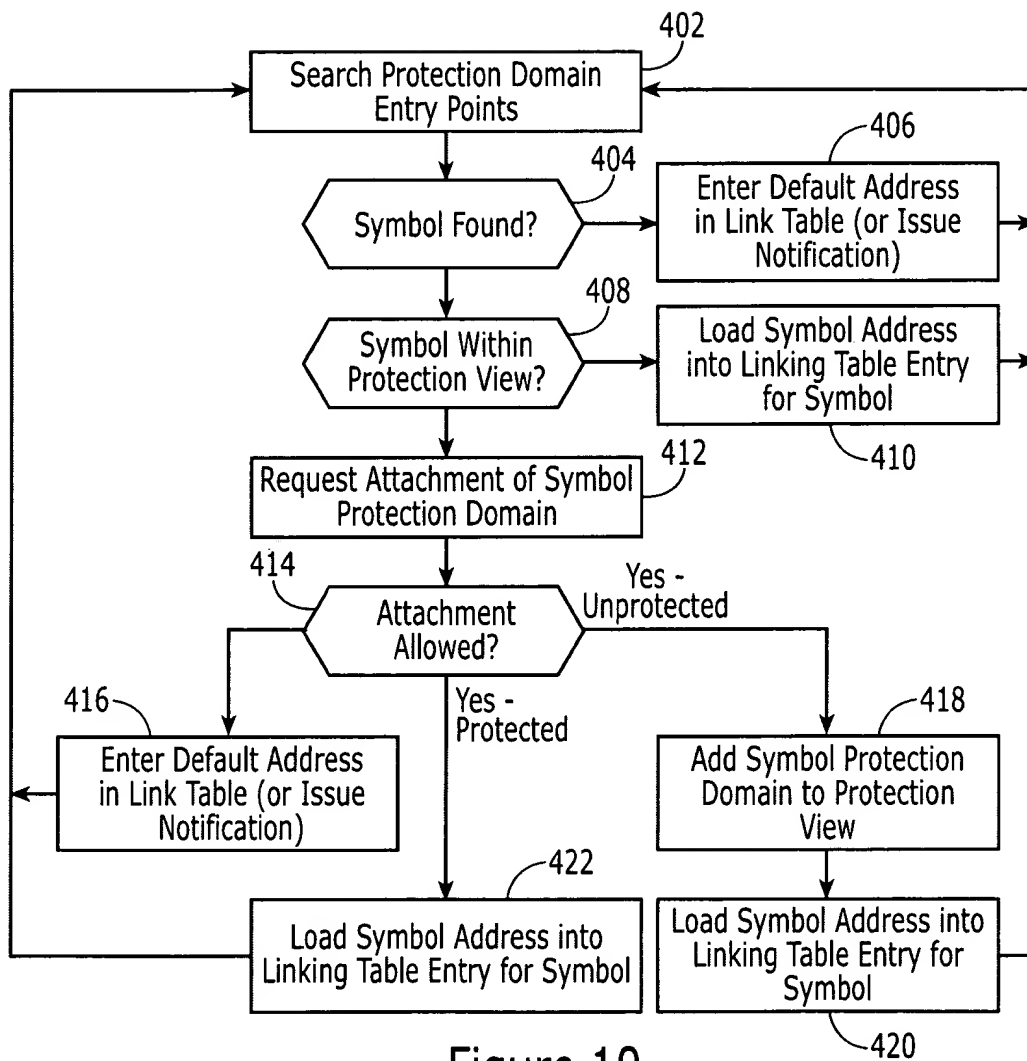 402
Search Protection Domain
Entry Points
404
Symbol Found?
406
Enter Default Address
in Link Table (or Issue
Notification)
408
Symbol Within
Protection View?
Load Symbol Address
into Linking Table Entry
for Symbol
410
412
Request Attachment of Symbol
Protection Domain
414
Attachment
Allowed?
Yes -
Unprotected
Yes -
Protected
416
Enter Default Address
in Link Table (or Issue
Notification)
418
Add Symbol Protection
Domain to Protection
View
422
Load Symbol Address into
Linking Table Entry for Symbol
Load Symbol Address into
Linking Table Entry for
Symbol
420